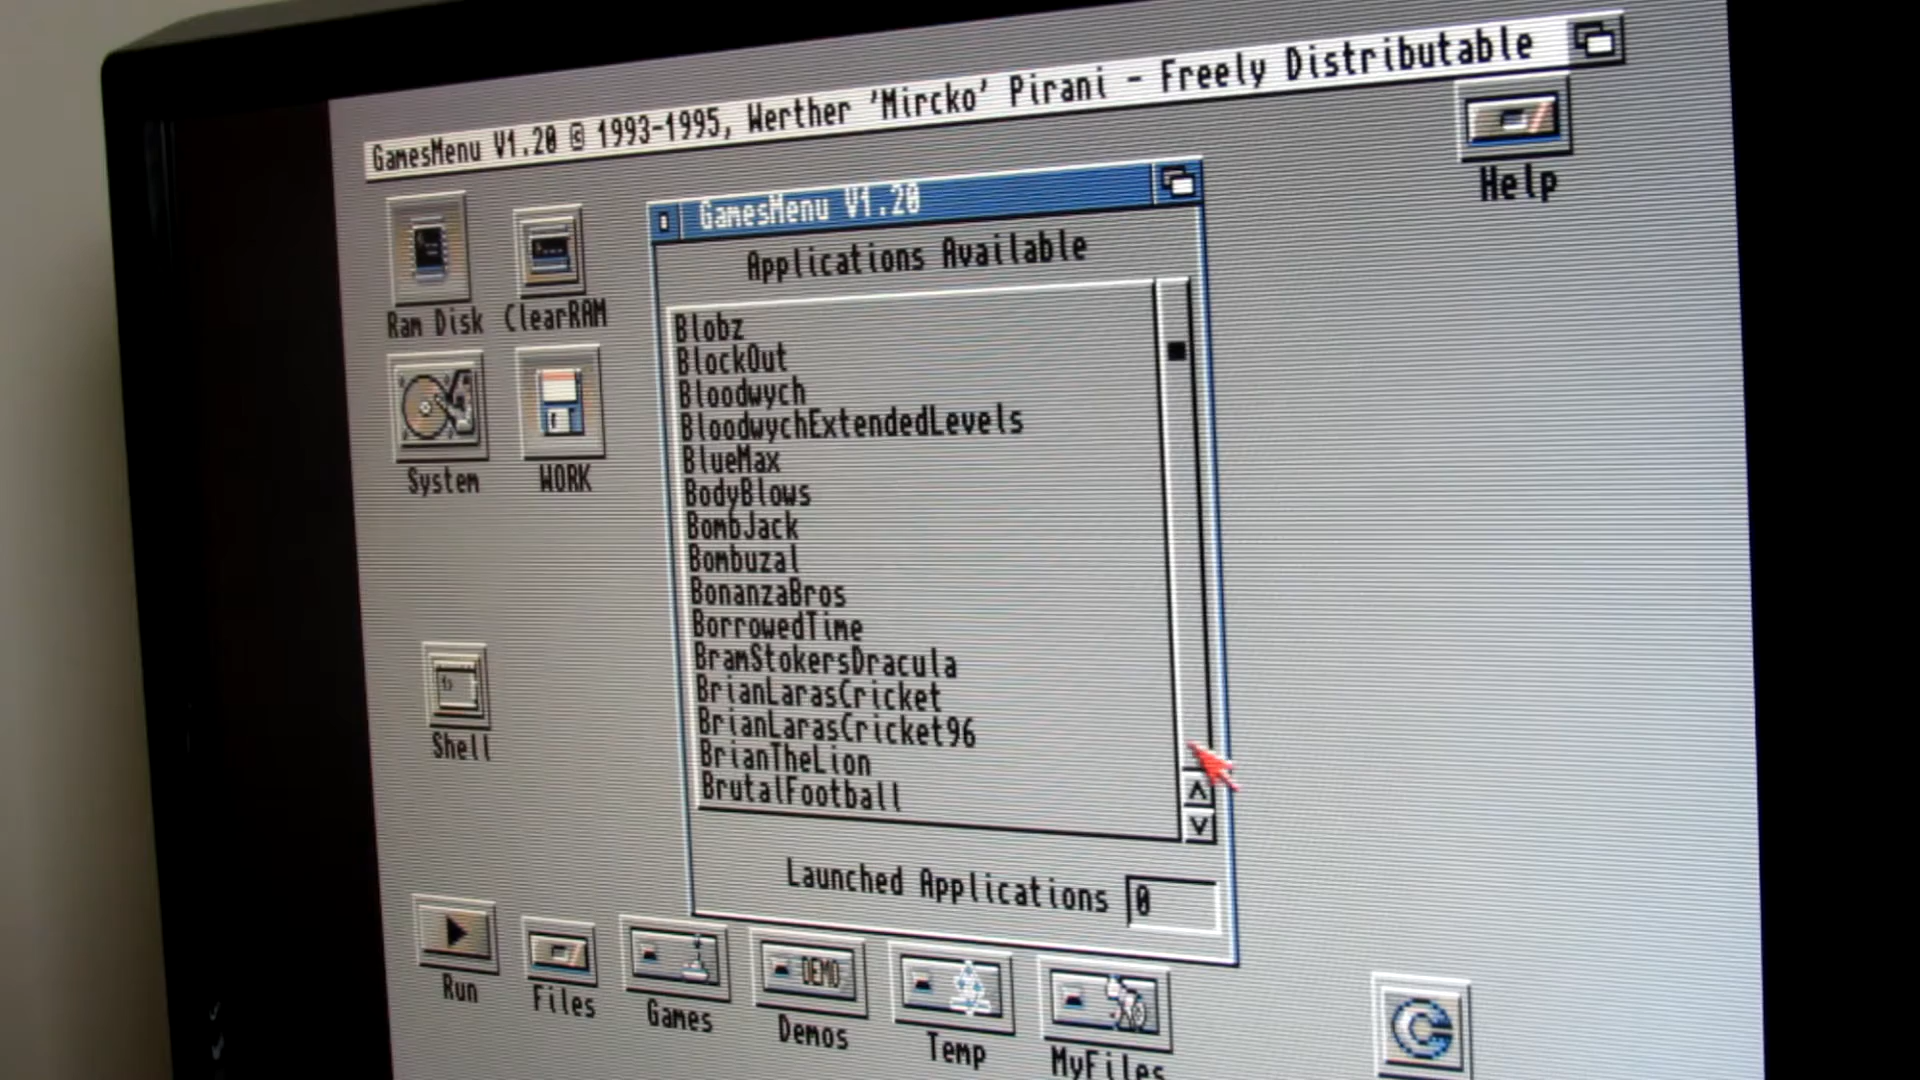 GamesMenu V1.20 © 1993-1995, Werther 'Mircko' Pirani - Freely Distributable
Help
GamesMenu V1.20
Applications Available
Ram Disk
ClearRAM
System
WORK
Blobz
BlockOut
Bloodwych
BloodwychExtendedLevels
BlueMax
BodyBlows
BombJack
Bombuzal
BonanzaBros
BorrowedTime
BramStokersDracula
BrianLarasCricket
BrianLarasCricket96
BrianTheLion
BrutalFootball
Shell
Launched Applications 0
DEMO
Run
Files
Games
Demos
Temp
MyFiles